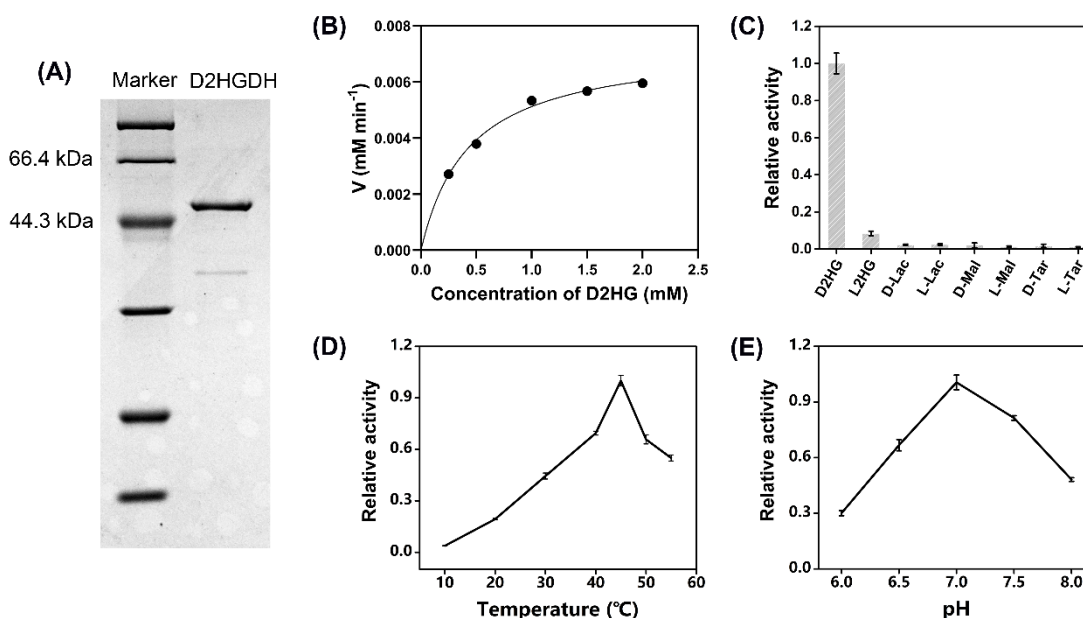 (A)
Marker D2HGDH
66.4 kDa
44.3 kDa
(B)
V (mM min⁻¹)
0.008
0.006
0.004
0.002
0.000
0.0 0.5 1.0 1.5 2.0 2.5
Concentration of D2HG (mM)
(C)
Relative activity
1.2
1.0
0.8
0.6
0.4
0.2
0.0
D2HG L2HG D-Lac L-Lac D-Mal L-Mal D-Tar L-Tar
(D)
Relative activity
1.2
0.9
0.6
0.3
0.0
10 20 30 40 50 60
Temperature (℃)
(E)
Relative activity
1.2
0.9
0.6
0.3
0.0
6.0 6.5 7.0 7.5 8.0
pH